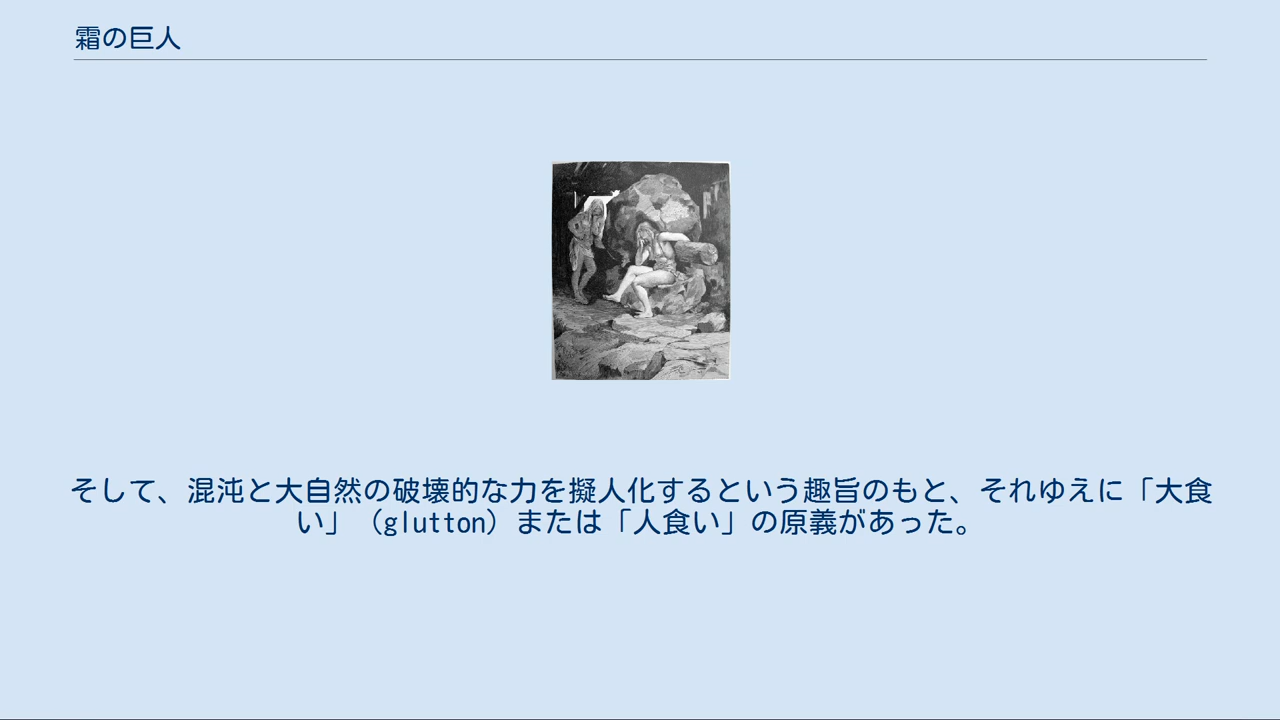 霜の巨人
そして、混沌と大自然の破壊的な力を擬人化するという趣旨のもと、それゆえに「大食
い」（glutton）または「人食い」の原義があった。